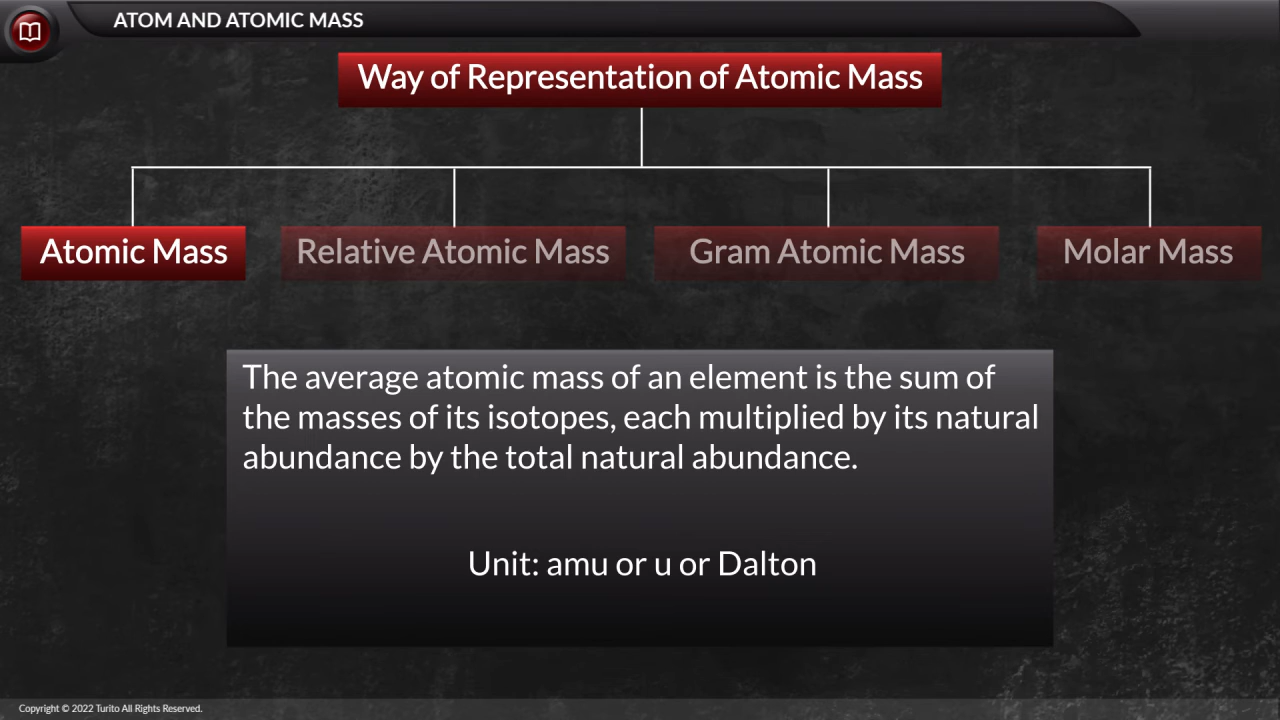 ATOM AND ATOMIC MASS
Way of Representation of Atomic Mass
Atomic Mass
Relative Atomic Mass
Gram Atomic Mass
Molar Mass
The average atomic mass of an element is the sum of
the masses of its isotopes, each multiplied by its natural
abundance by the total natural abundance.
Unit: amu or u or Dalton
Copyright © 2022 Turito All Rights Reserved.